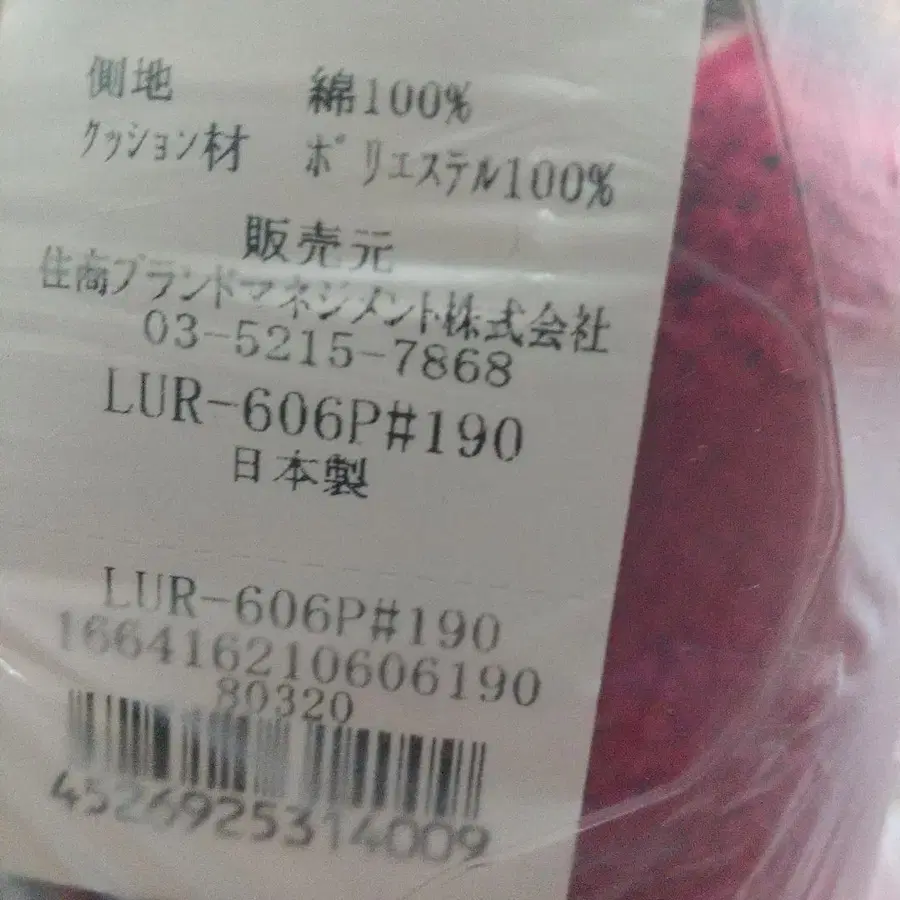 側地 綿100%
クッション材 ポリエステル100%
販売元
住商ブランドマネジメント株式会社
03-5215-7868
LUR-606P#190
日本製
LUR-606P#190
166416210606190
80320
4526925314009